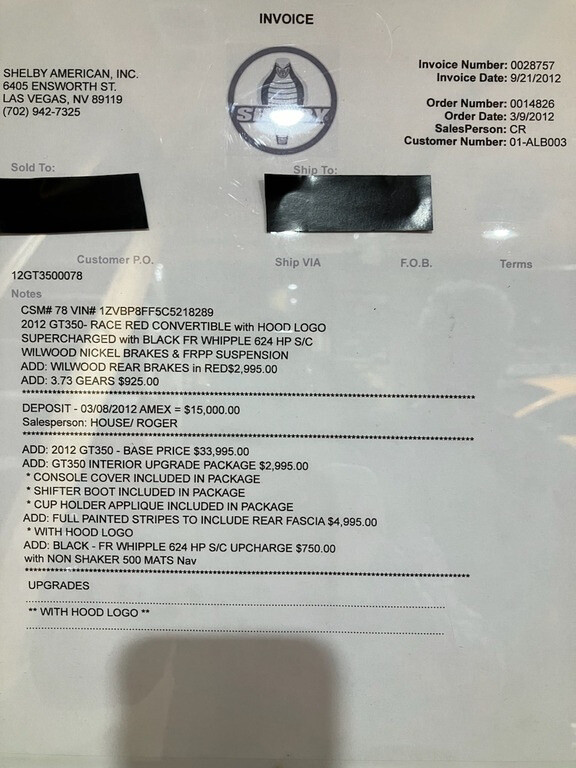 INVOICE
SHELBY AMERICAN, INC.
6405 ENSWORTH ST.
LAS VEGAS, NV 89119
(702) 942-7325
SHELBY
Invoice Number: 0028757
Invoice Date: 9/21/2012
Order Number: 0014826
Order Date: 3/9/2012
SalesPerson: CR
Customer Number: 01-ALB003
Sold To:
Ship To:
Customer P.O.
Ship VIA
F.O.B.
Terms
12GT3500078
Notes
CSM# 78 VIN# 1ZVBP8FF5C5218289
2012 GT350- RACE RED CONVERTIBLE with HOOD LOGO
SUPERCHARGED with BLACK FR WHIPPLE 624 HP S/C
WILWOOD NICKEL BRAKES & FRPP SUSPENSION
ADD: WILWOOD REAR BRAKES in RED$2,995.00
ADD: 3.73 GEARS $925.00
DEPOSIT - 03/08/2012 AMEX = $15,000.00
Salesperson: HOUSE/ ROGER
ADD: 2012 GT350 - BASE PRICE $33,995.00
ADD: GT350 INTERIOR UPGRADE PACKAGE $2,995.00
* CONSOLE COVER INCLUDED IN PACKAGE
* SHIFTER BOOT INCLUDED IN PACKAGE
* CUP HOLDER APPLIQUE INCLUDED IN PACKAGE
ADD: FULL PAINTED STRIPES TO INCLUDE REAR FASCIA $4,995.00
* WITH HOOD LOGO
ADD: BLACK - FR WHIPPLE 624 HP S/C UPCHARGE $750.00
with NON SHAKER 500 MATS Nav
UPGRADES
** WITH HOOD LOGO **